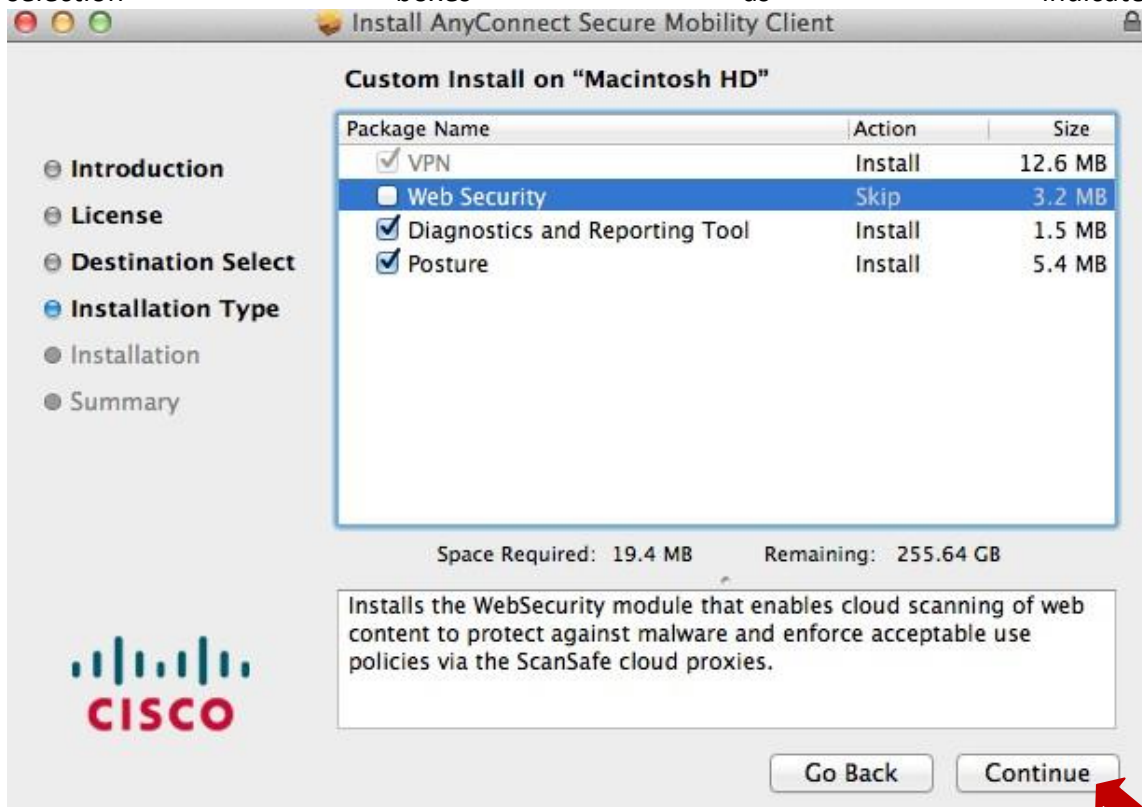 Install AnyConnect Secure Mobility Client
Custom Install on “Macintosh HD”
Package Name Action Size
VPN Install 12.6 MB
Web Security Skip 3.2 MB
Diagnostics and Reporting Tool Install 1.5 MB
Posture Install 5.4 MB
Introduction
License
Destination Select
Installation Type
Installation
Summary
Space Required: 19.4 MB Remaining: 255.64 GB
Installs the WebSecurity module that enables cloud scanning of web
content to protect against malware and enforce acceptable use
policies via the ScanSafe cloud proxies.
CISCO
Go Back Continue